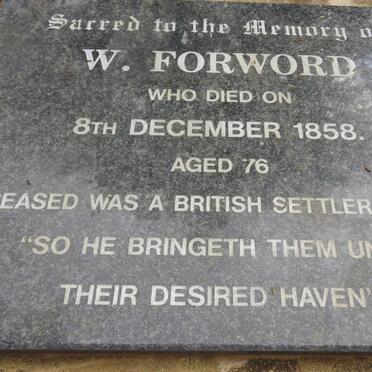 Sacred to the Memory o
W. FORWORD
WHO DIED ON
8TH DECEMBER 1858.
AGED 76
EASED WAS A BRITISH SETTLER
"SO HE BRINGETH THEM UN
THEIR DESIRED HAVEN"